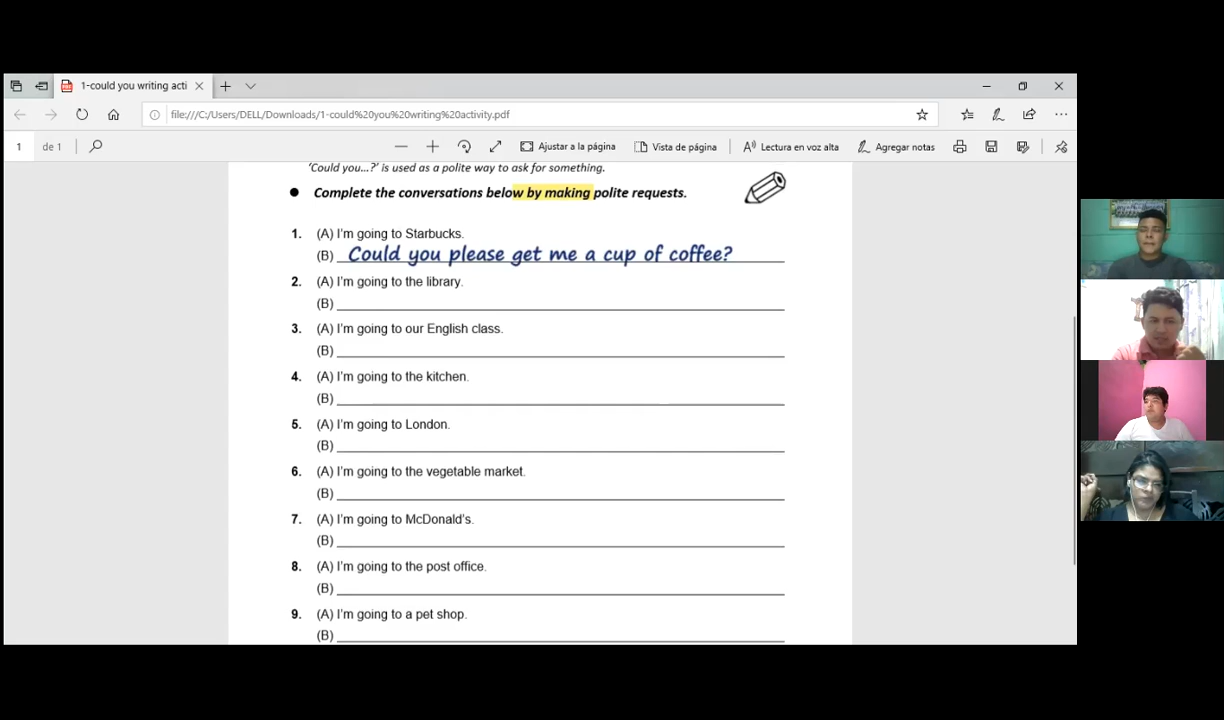 1-could you writing acti
file:///C:/Users/DELL/Downloads/1-could%20you%20writing%20activity.pdf
1 de 1 Ajustar a la página Vista de página Lectura en voz alta Agregar notas
'Could you...?' is used as a polite way to ask for something.
Complete the conversations below by making polite requests.
1. (A) I'm going to Starbucks.
(B) Could you please get me a cup of coffee?
2. (A) I'm going to the library.
(B)
3. (A) I'm going to our English class.
(B)
4. (A) I'm going to the kitchen.
(B)
5. (A) I'm going to London.
(B)
6. (A) I'm going to the vegetable market.
(B)
7. (A) I'm going to McDonald's.
(B)
8. (A) I'm going to the post office.
(B)
9. (A) I'm going to a pet shop.
(B)